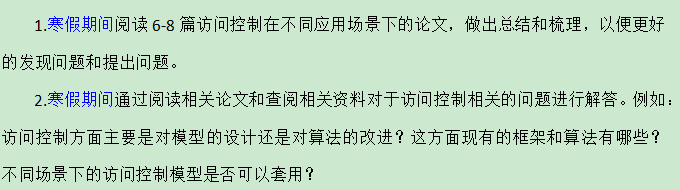 1.寒假期间阅读 6-8 篇访问控制在不同应用场景下的论文，做出总结和梳理，以便更好
的发现问题和提出问题。
2.寒假期间通过阅读相关论文和查阅相关资料对于访问控制相关的问题进行解答。例如：
访问控制方面主要是对模型的设计还是对算法的改进？这方面现有的框架和算法有哪些？
不同场景下的访问控制模型是否可以套用？